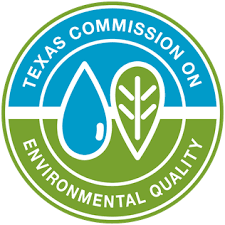 TEXAS COMMISSION ON
ENVIRONMENTAL QUALITY